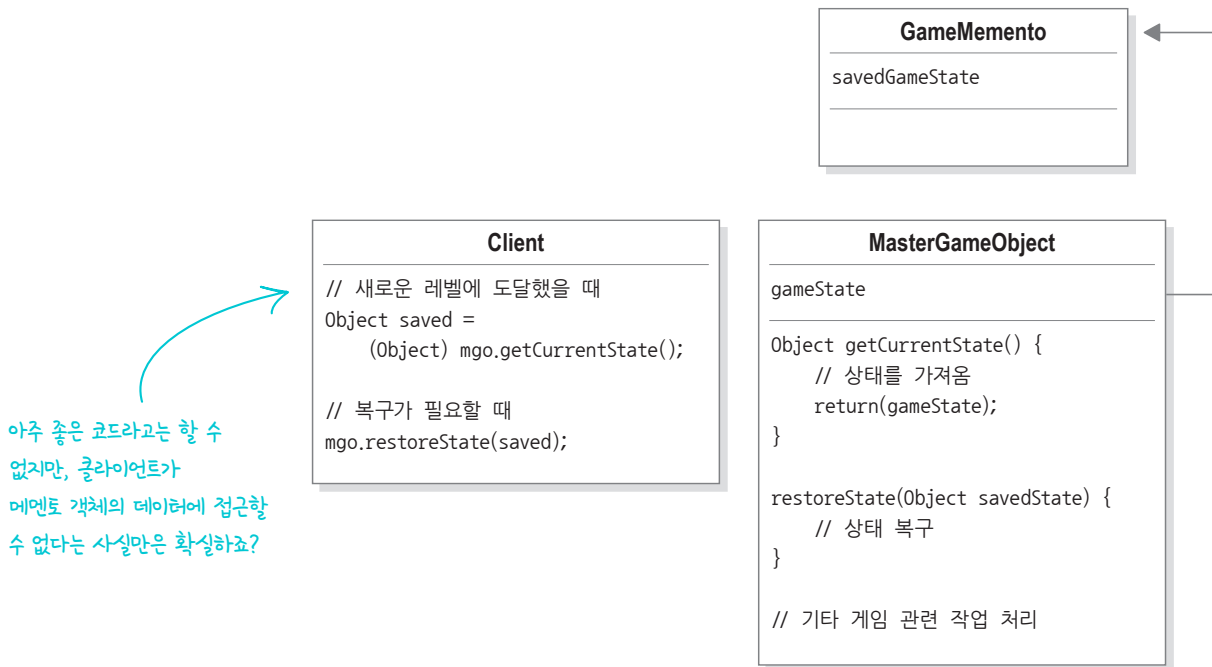 GameMemento
savedGameState
Client
// 새로운 레벨에 도달했을 때
Object saved =
(Object) mgo.getCurrentState();
// 복구가 필요할 때
mgo.restoreState(saved);
MasterGameObject
gameState
Object getCurrentState() {
// 상태를 가져옴
return(gameState);
}
restoreState(Object savedState) {
// 상태 복구
}
// 기타 게임 관련 작업 처리
아주 좋은 코드라고는 할 수
없지만, 클라이언트가
메멘토 객체의 데이터에 접근할
수 없다는 사실만은 확실하죠?